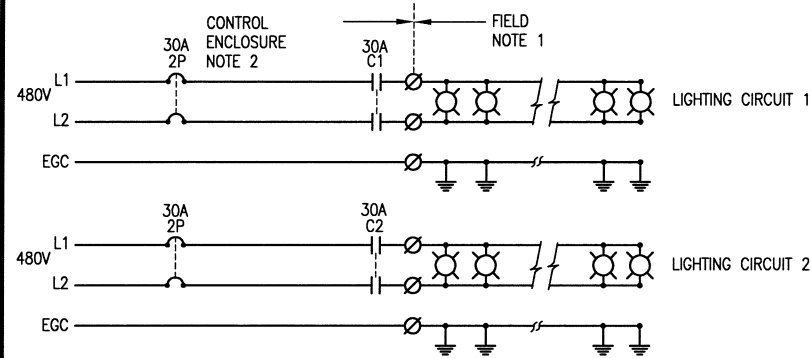 CONTROL
ENCLOSURE
NOTE 2
FIELD
NOTE 1
30A
2P
30A
C1
L1
480V
L2
LIGHTING CIRCUIT 1
EGC
30A
2P
30A
C2
L1
480V
L2
LIGHTING CIRCUIT 2
EGC